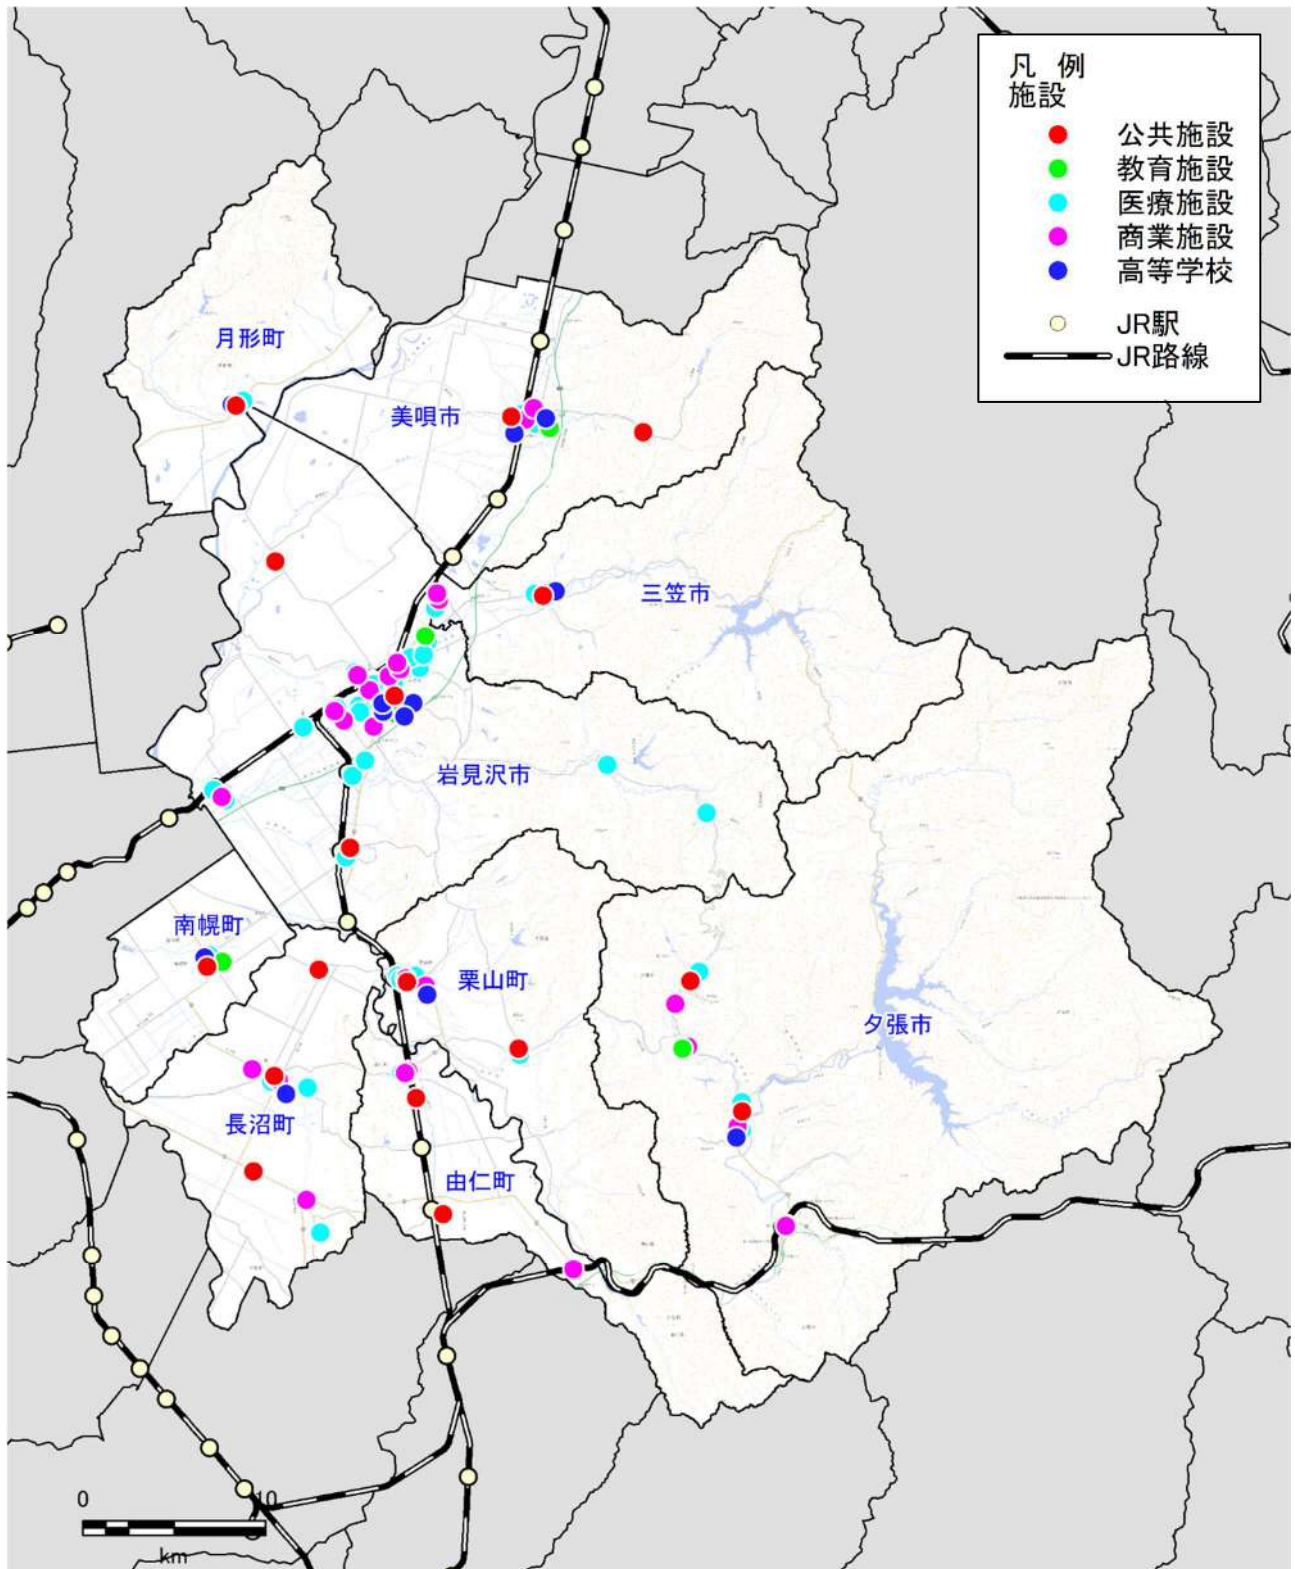 凡 例
施設
公共施設
教育施設
医療施設
商業施設
高等学校
JR駅
JR路線
月形町
美唄市
三笠市
岩見沢市
南幌町
栗山町
夕張市
長沼町
由仁町
0 10
km